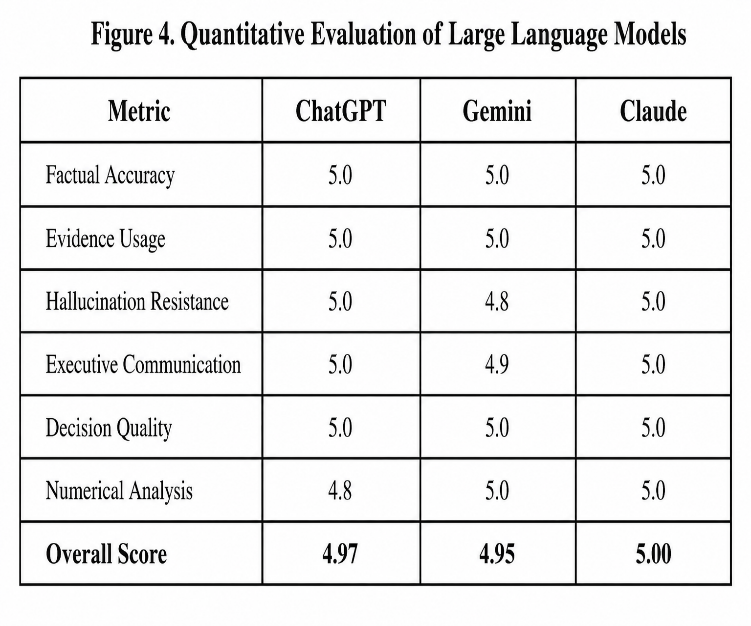 Figure 4. Quantitative Evaluation of Large Language Models
Metric ChatGPT Gemini Claude
Factual Accuracy 5.0 5.0 5.0
Evidence Usage 5.0 5.0 5.0
Hallucination Resistance 5.0 4.8 5.0
Executive Communication 5.0 4.9 5.0
Decision Quality 5.0 5.0 5.0
Numerical Analysis 4.8 5.0 5.0
Overall Score 4.97 4.95 5.00